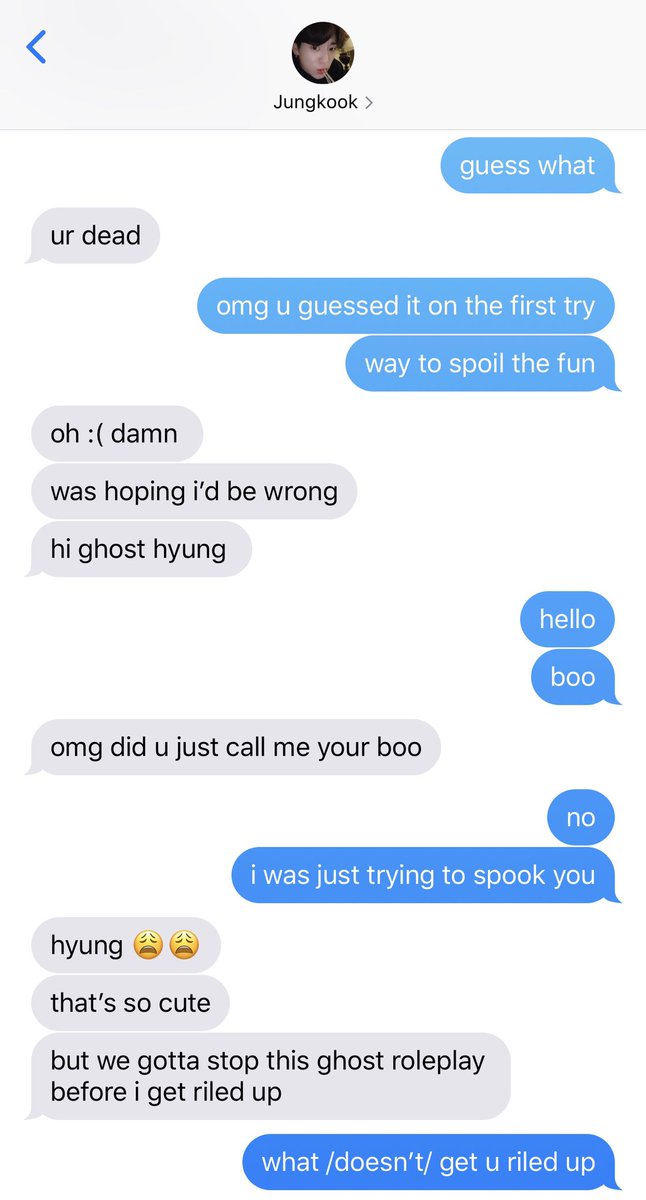 Jungkook
guess what
ur dead
omg u guessed it on the first try
way to spoil the fun
oh :( damn
was hoping i’d be wrong
hi ghost hyung
hello
boo
omg did u just call me your boo
no
i was just trying to spook you
hyung 😩😩
that’s so cute
but we gotta stop this ghost roleplay
before i get riled up
what /doesn’t/ get u riled up